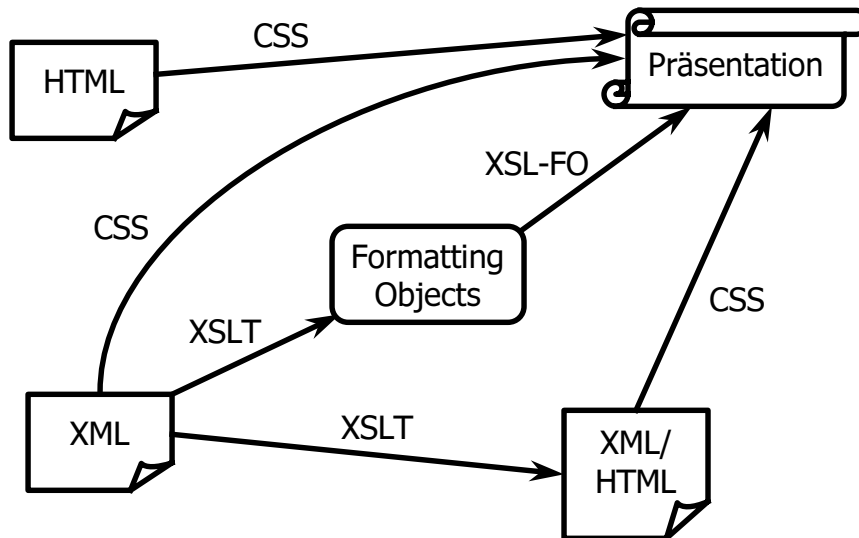 CSS
HTML
Präsentation
XSL-FO
CSS
Formatting
Objects
CSS
XSLT
XML
XSLT
XML/
HTML